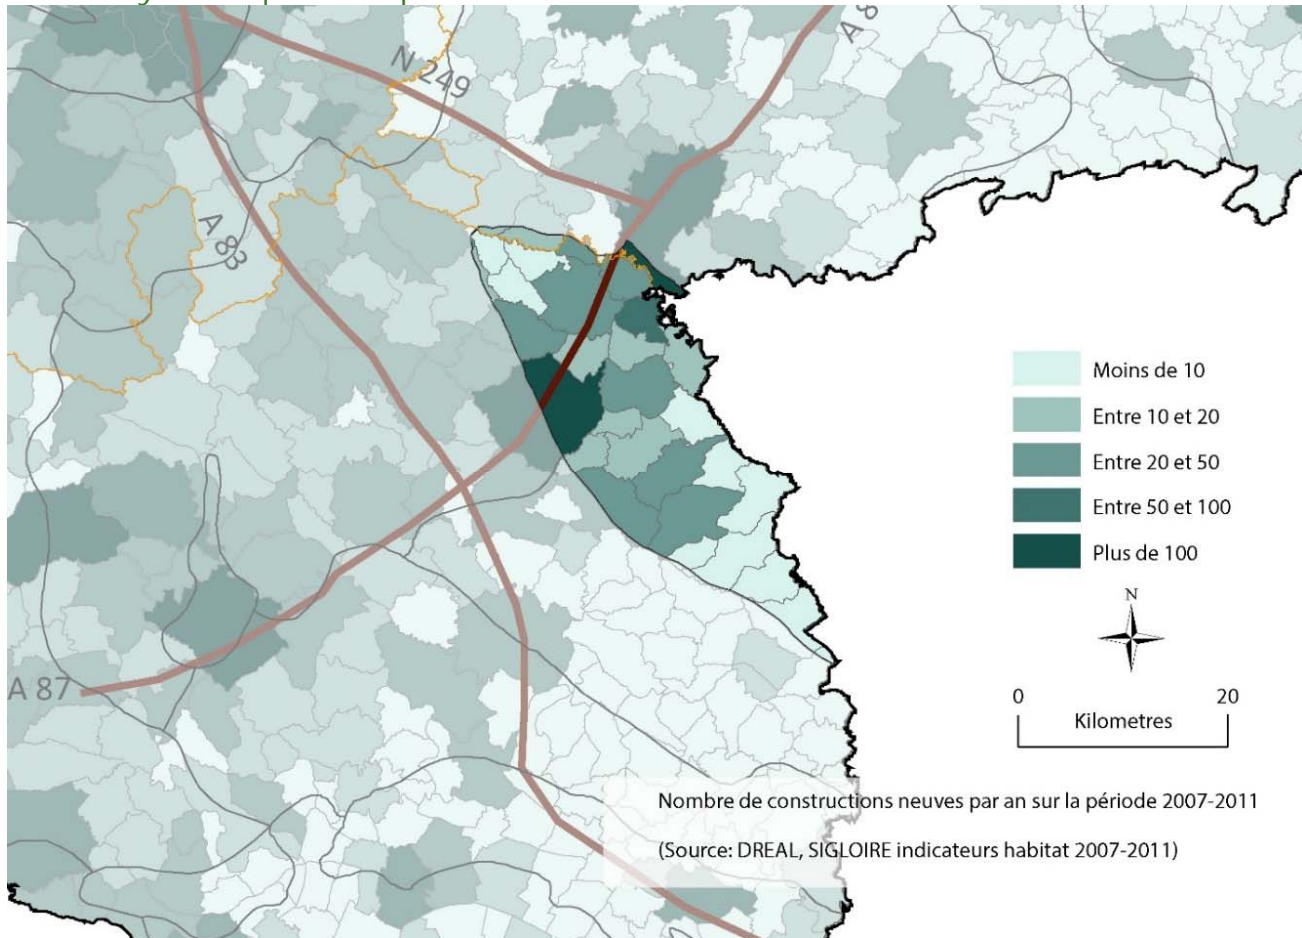 N 249
A 8
A 83
Moins de 10
Entre 10 et 20
Entre 20 et 50
Entre 50 et 100
Plus de 100
N
0 20
Kilometres
A 87
Nombre de constructions neuves par an sur la période 2007-2011
(Source: DREAL, SIGLOIRE indicateurs habitat 2007-2011)